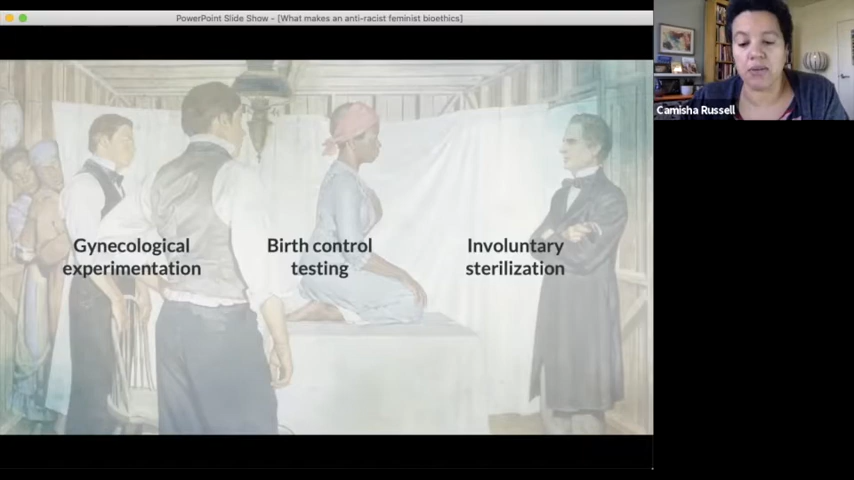 PowerPoint Slide Show - [What makes an anti-racist feminist bioethics]
Camisha Russell
Gynecological
experimentation
Birth control
testing
Involuntary
sterilization